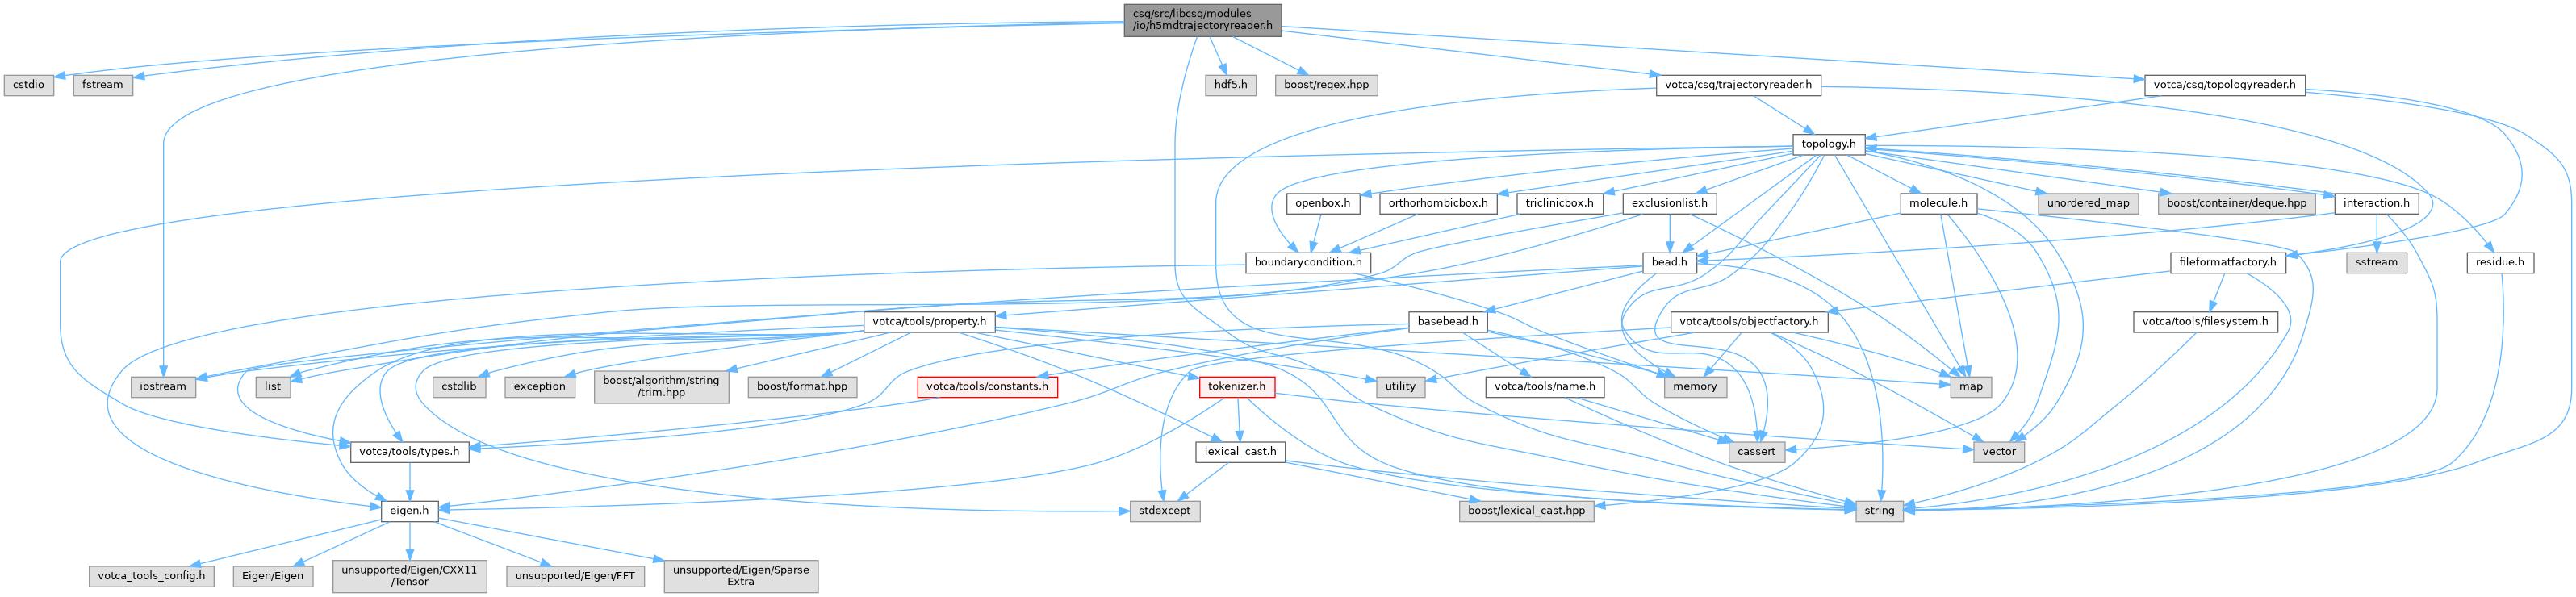 csg/src/libcsg/modules
/io/h5mdtrajectoryreader.h
cstdio
fstream
hdf5.h
boost/regex.hpp
votca/csg/trajectoryreader.h
votca/csg/topologyreader.h
topology.h
openbox.h
orthorhombicbox.h
triclinicbox.h
exclusionlist.h
molecule.h
unordered_map
boost/container/deque.hpp
interaction.h
boundarycondition.h
bead.h
fileformatfactory.h
sstream
residue.h
votca/tools/property.h
basebead.h
votca/tools/objectfactory.h
votca/tools/filesystem.h
iostream
list
cstdlib
exception
boost/algorithm/string
/trim.hpp
boost/format.hpp
votca/tools/constants.h
tokenizer.h
utility
votca/tools/name.h
memory
map
votca/tools/types.h
lexical_cast.h
cassert
vector
eigen.h
stdexcept
boost/lexical_cast.hpp
string
votca_tools_config.h
Eigen/Eigen
unsupported/Eigen/CXX11
/Tensor
unsupported/Eigen/FFT
unsupported/Eigen/Sparse
Extra